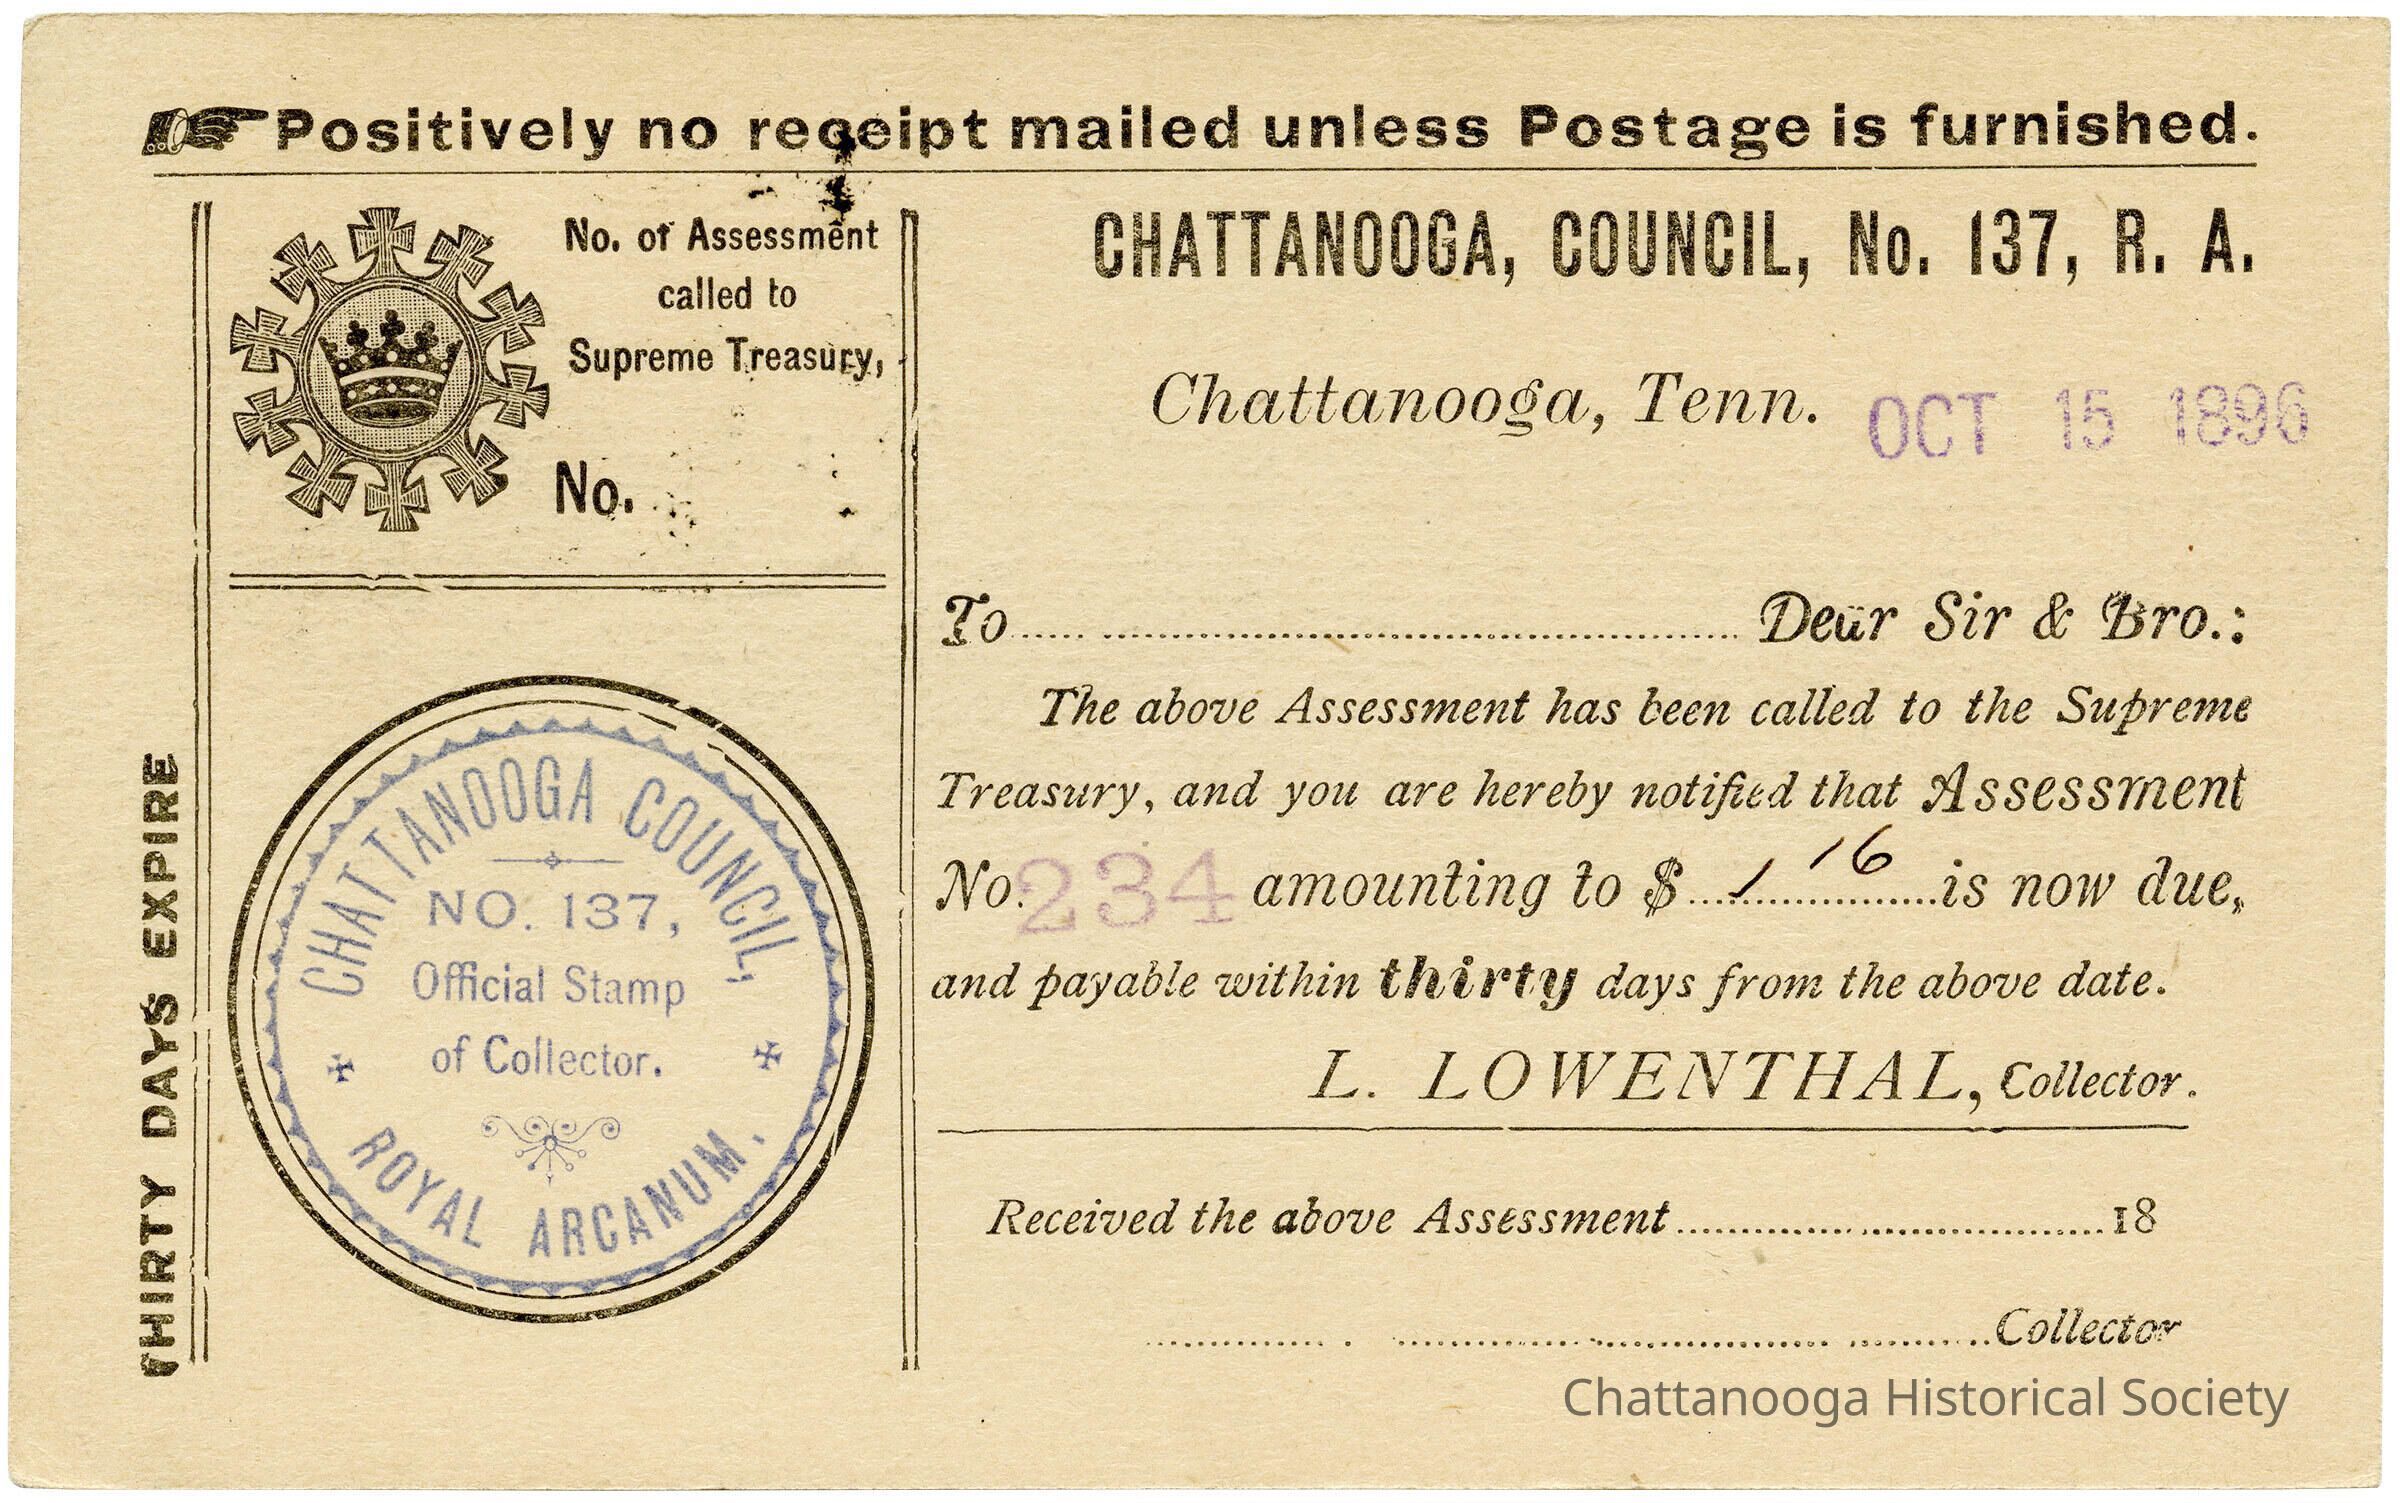 Positively no receipt mailed unless Postage is furnished.
No. of Assessment
called to
Supreme Treasury,
No.
CHATTANOOGA, COUNCIL, No. 137, R. A.
Chattanooga, Tenn. OCT 15 1896
To Dear Sir & Bro.:
The above Assessment has been called to the Supreme
Treasury, and you are hereby notified that Assessment
No. 234 amounting to $ 1 16 is now due,
and payable within thirty days from the above date.
L. LOWENTHAL, Collector.
Received the above Assessment 18
Collector
THIRTY DAYS EXPIRE
CHATTANOOGA COUNCIL,
NO. 137,
Official Stamp
of Collector.
ROYAL ARCANUM.
Chattanooga Historical Society